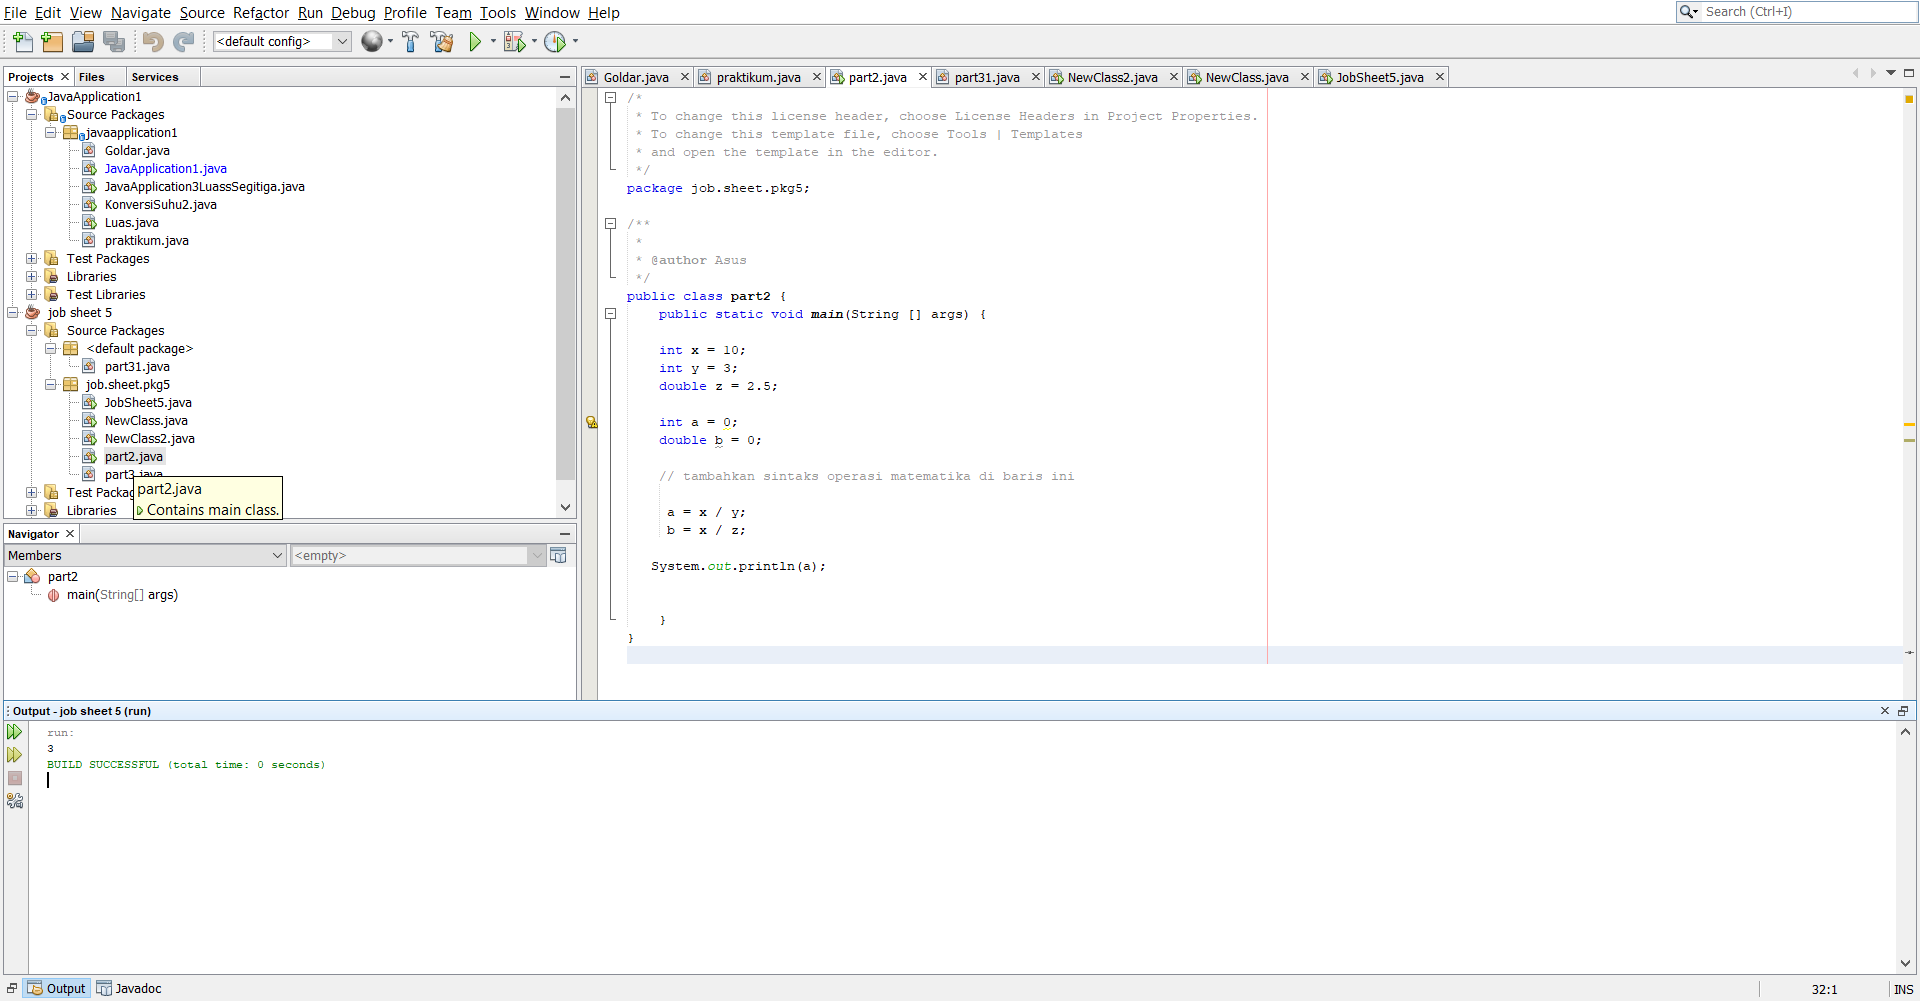 File Edit View Navigate Source Refactor Run Debug Profile Team Tools Window Help
Search (Ctrl+I)
<default config>
Projects Files Services
JavaApplication1
Source Packages
javaapplication1
Goldar.java
JavaApplication1.java
JavaApplication3LuassSegitiga.java
KonversiSuhu2.java
Luas.java
praktikum.java
Test Packages
Libraries
Test Libraries
job sheet 5
Source Packages
<default package>
part31.java
job.sheet.pkg5
JobSheet5.java
NewClass.java
NewClass2.java
part2.java
part3.java
Test Packag
Libraries
part2.java
Contains main class.
Navigator
Members
<empty>
part2
main(String[] args)
Goldar.java praktikum.java part2.java part31.java NewClass2.java NewClass.java JobSheet5.java
/*
* To change this license header, choose License Headers in Project Properties.
* To change this template file, choose Tools | Templates
* and open the template in the editor.
*/
package job.sheet.pkg5;
/**
*
* @author Asus
*/
public class part2 {
public static void main(String [] args) {
int x = 10;
int y = 3;
double z = 2.5;
int a = 0;
double b = 0;
// tambahkan sintaks operasi matematika di baris ini
a = x / y;
b = x / z;
System.out.println(a);
}
}
Output - job sheet 5 (run)
run:
3
BUILD SUCCESSFUL (total time: 0 seconds)
Output Javadoc
32:1 INS